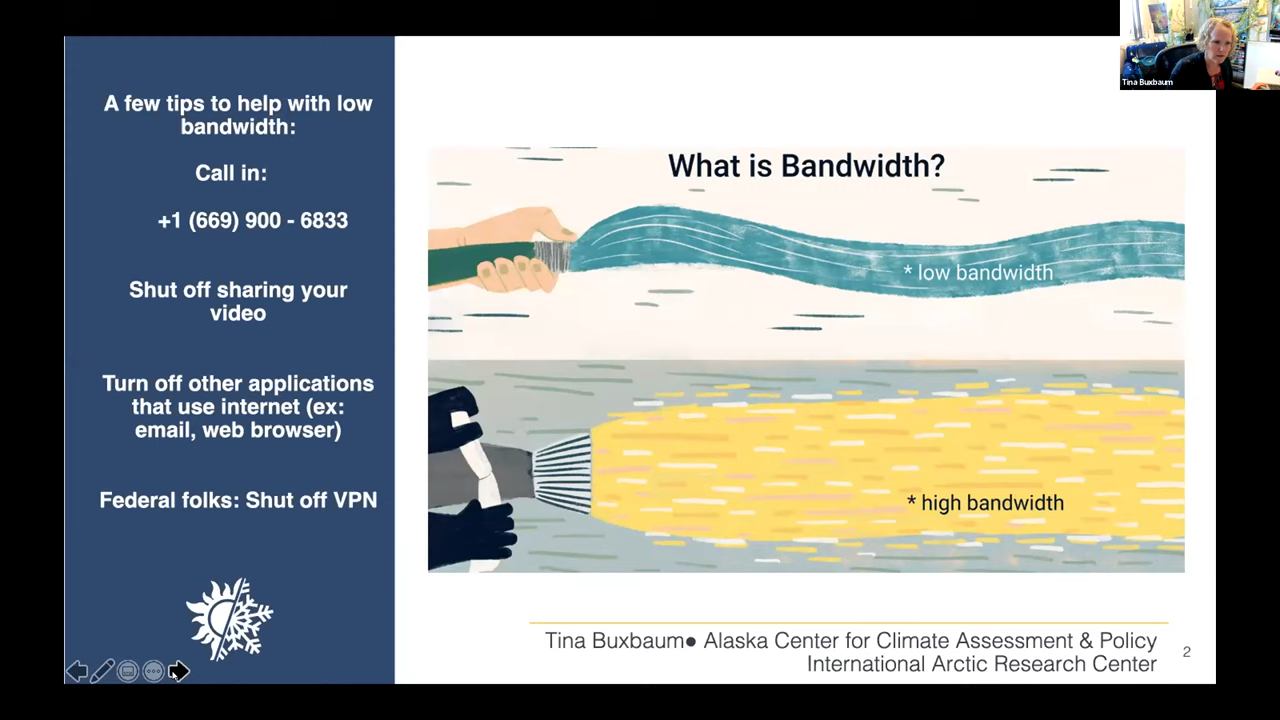 A few tips to help with low
bandwidth:
Call in:
+1 (669) 900 - 6833
Shut off sharing your
video
Turn off other applications
that use internet (ex:
email, web browser)
Federal folks: Shut off VPN
What is Bandwidth?
* low bandwidth
* high bandwidth
Tina Buxbaum● Alaska Center for Climate Assessment & Policy
International Arctic Research Center
2
Tina Buxbaum